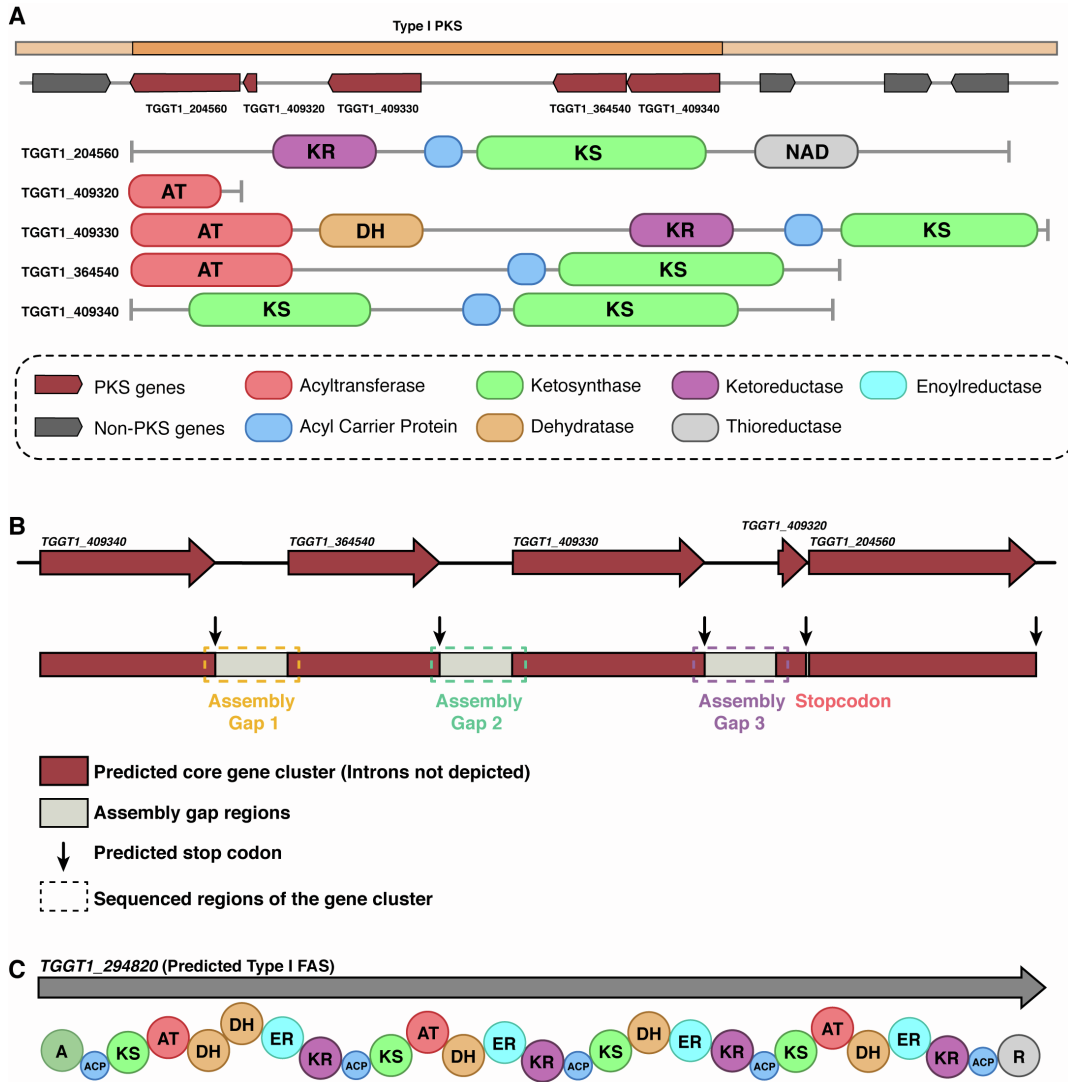 A
Type I PKS
TGGT1_204560
TGGT1_409320
TGGT1_409330
TGGT1_364540
TGGT1_409340
TGGT1_204560
KR
KS
NAD
TGGT1_409320
AT
TGGT1_409330
AT
DH
KR
KS
TGGT1_364540
AT
KS
TGGT1_409340
KS
KS
PKS genes
Acyltransferase
Ketosynthase
Ketoreductase
Enoylreductase
Non-PKS genes
Acyl Carrier Protein
Dehydratase
Thioreductase
B
TGGT1_409340
TGGT1_364540
TGGT1_409330
TGGT1_409320
TGGT1_204560
Assembly
Gap 1
Assembly
Gap 2
Assembly
Gap 3
Stopcodon
Predicted core gene cluster (Introns not depicted)
Assembly gap regions
Predicted stop codon
Sequenced regions of the gene cluster
C
TGGT1_294820 (Predicted Type I FAS)
A
ACP
KS
AT
DH
DH
ER
KR
ACP
KS
AT
DH
ER
KR
ACP
KS
DH
ER
KR
ACP
KS
AT
DH
ER
KR
ACP
R